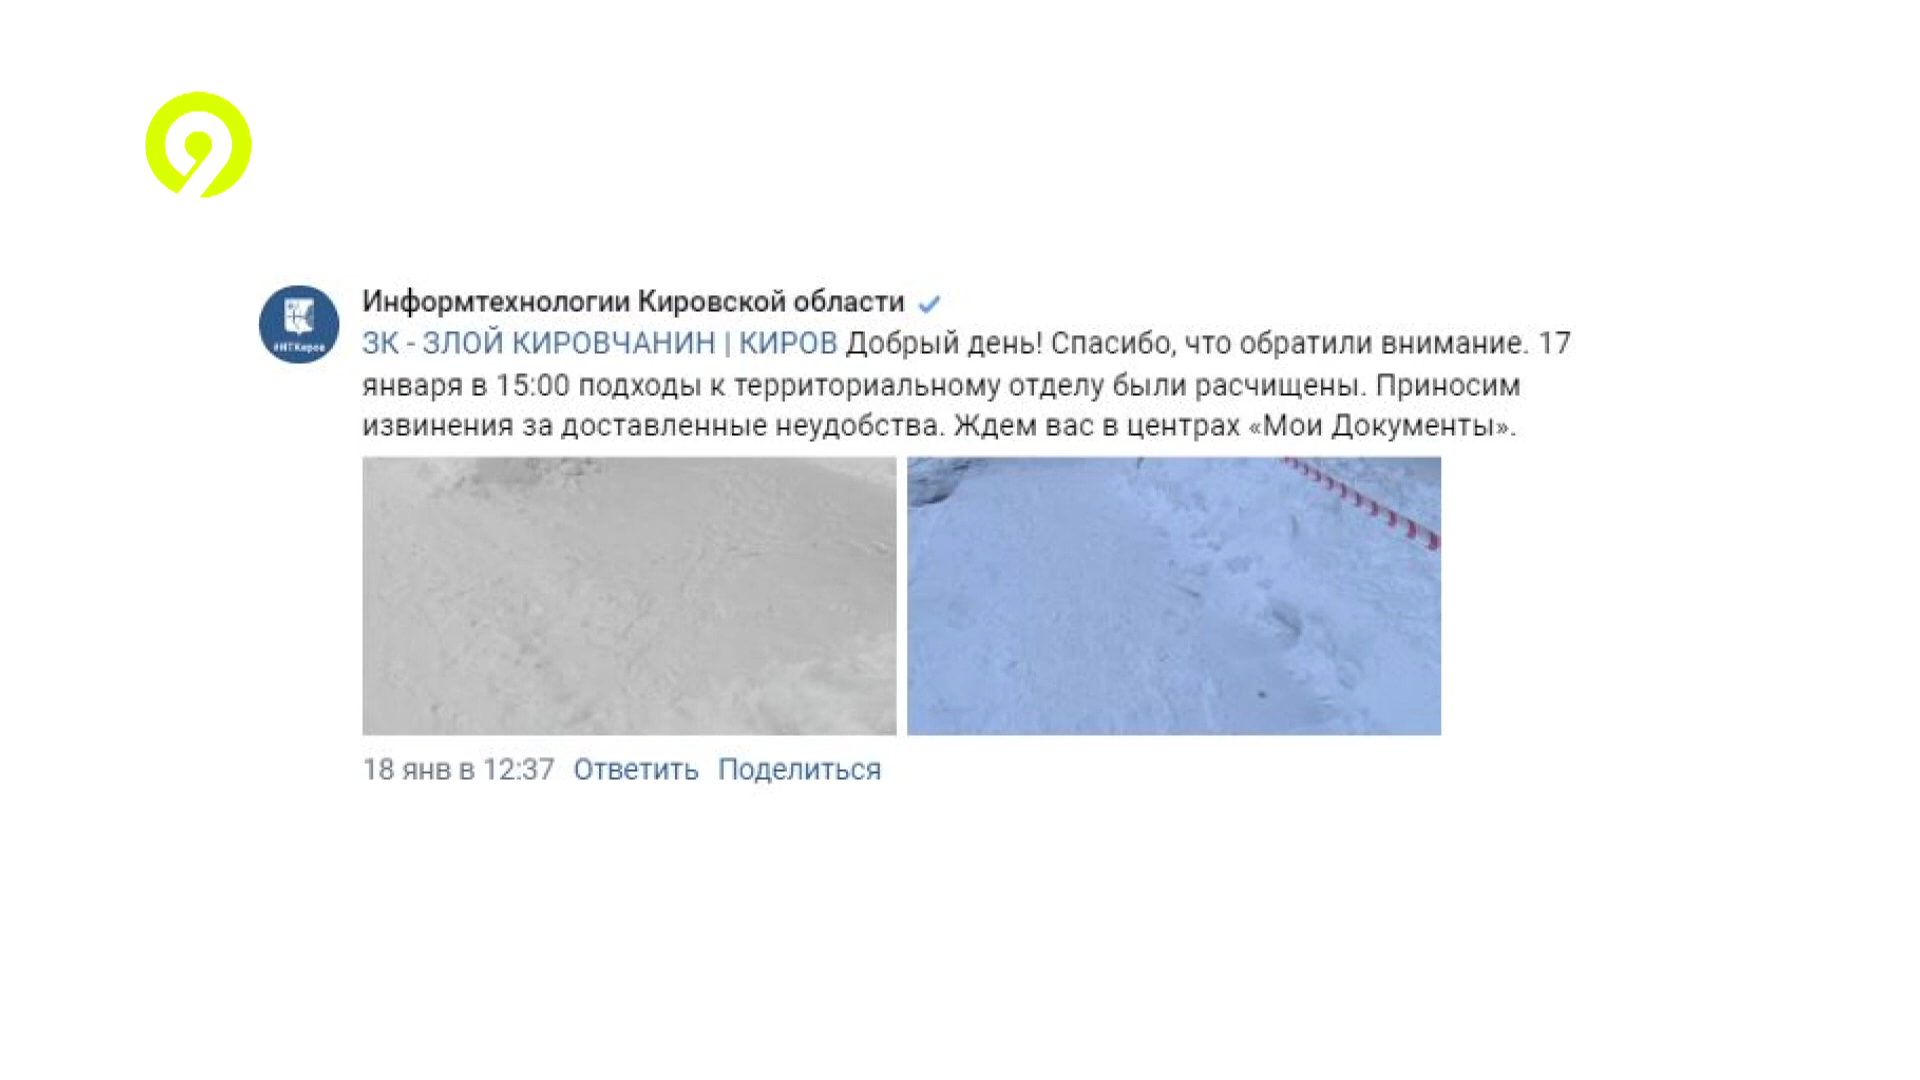 Информтехнологии Кировской области
ЗК - ЗЛОЙ КИРОВЧАНИН | КИРОВ Добрый день! Спасибо, что обратили внимание. 17
января в 15:00 подходы к территориальному отделу были расчищены. Приносим
извинения за доставленные неудобства. Ждем вас в центрах «Мои Документы».
#ИТКиров
18 янв в 12:37 Ответить Поделиться